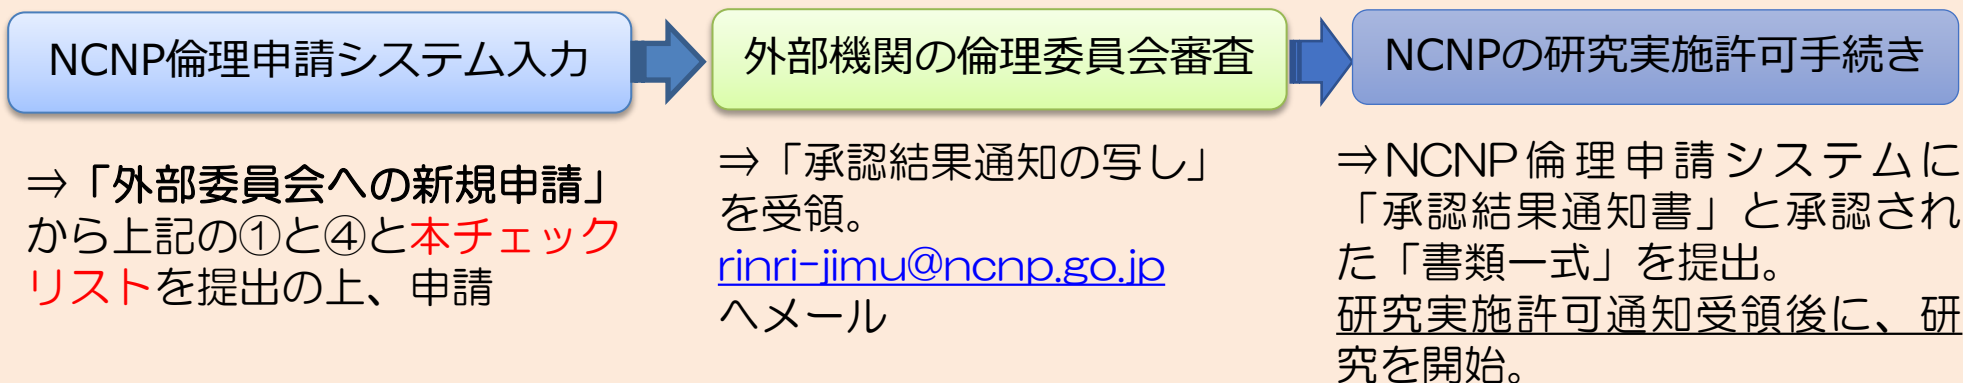 NCNP倫理申請システム入力
外部機関の倫理委員会審査
NCNPの研究実施許可手続き
⇒「外部委員会への新規申請」
から上記の①と④と本チェック
リストを提出の上、申請
⇒「承認結果通知の写し」
を受領。
rinri-jimu@ncnp.go.jp
へメール
⇒NCNP倫理申請システムに
「承認結果通知書」と承認され
た「書類一式」を提出。
研究実施許可通知受領後に、研
究を開始。